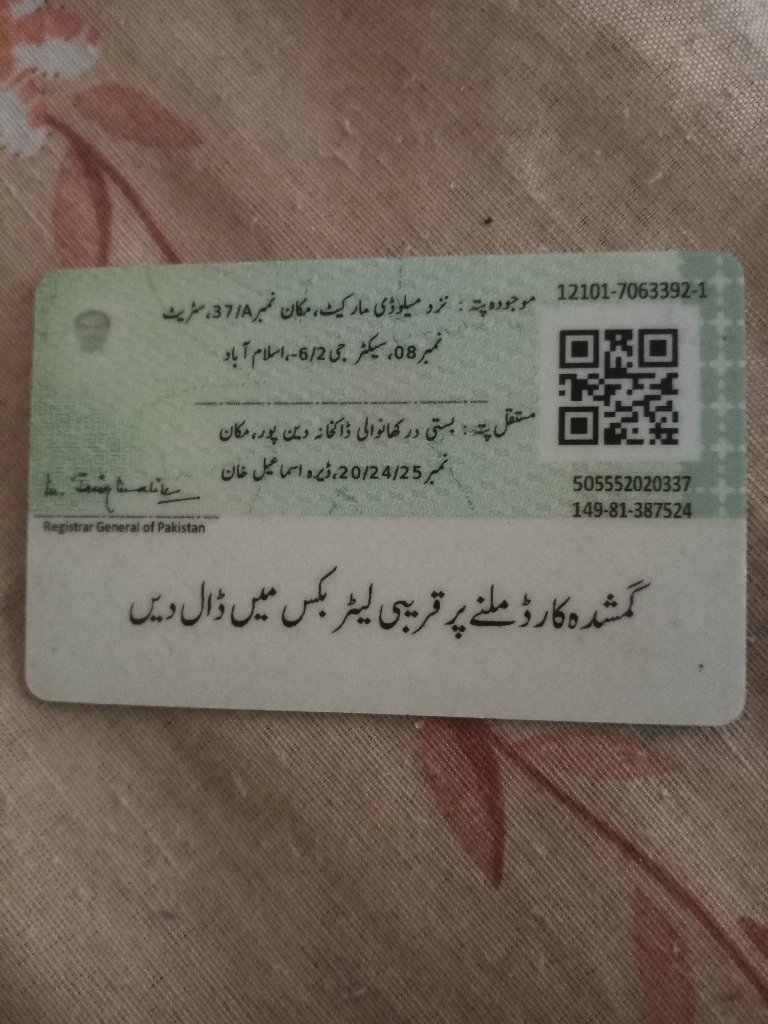 12101-7063392-1
موجودہ پتہ : نزد میلوڈی مارکیٹ، مکان نمبر 37/A، سٹریٹ
نمبر 08، سیکٹر جی 6/2-، اسلام آباد
مستقل پتہ : بستی درکھانوالی ڈاکخانہ دین پور، مکان
نمبر 20/24/25، ڈیرہ اسماعیل خان
505552020337
149-81-387524
Registrar General of Pakistan
گمشدہ کارڈ ملنے پر قریبی لیٹر بکس میں ڈال دیں